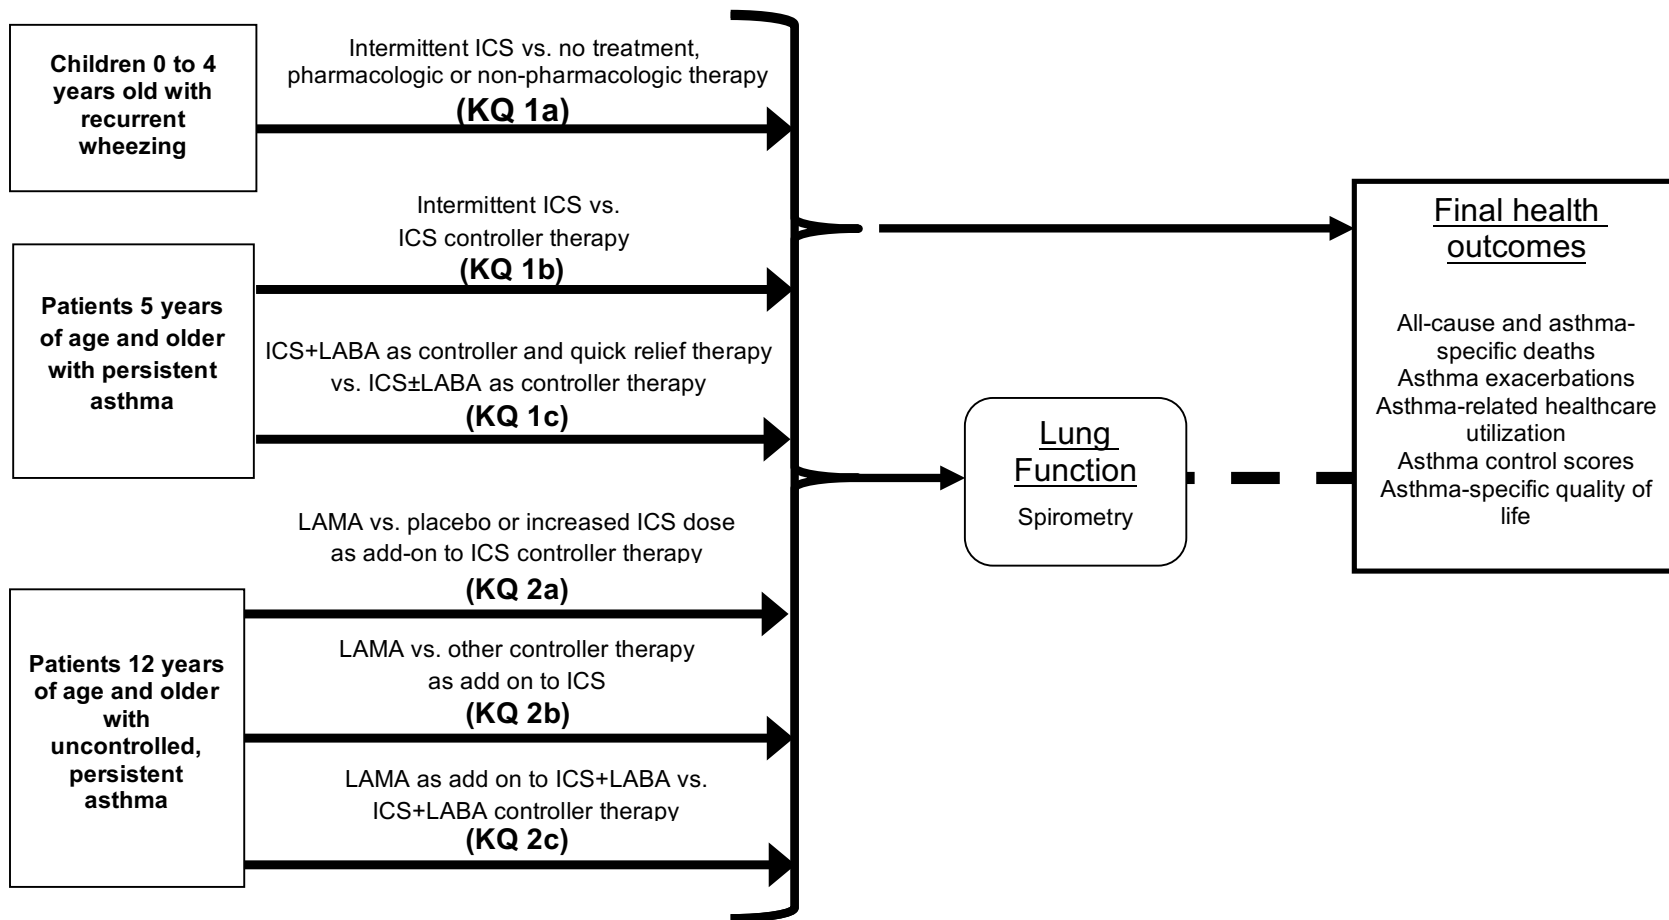 Children 0 to 4
years old with
recurrent
wheezing
Intermittent ICS vs. no treatment,
pharmacologic or non-pharmacologic therapy
(KQ 1a)
Patients 5 years
of age and older
with persistent
asthma
Intermittent ICS vs.
ICS controller therapy
(KQ 1b)
ICS+LABA as controller and quick relief therapy
vs. ICS±LABA as controller therapy
(KQ 1c)
Patients 12 years
of age and older
with
uncontrolled,
persistent
asthma
LAMA vs. placebo or increased ICS dose
as add-on to ICS controller therapy
(KQ 2a)
LAMA vs. other controller therapy
as add on to ICS
(KQ 2b)
LAMA as add on to ICS+LABA vs.
ICS+LABA controller therapy
(KQ 2c)
Lung
Function
Spirometry
Final health
outcomes
All-cause and asthma-
specific deaths
Asthma exacerbations
Asthma-related healthcare
utilization
Asthma control scores
Asthma-specific quality of
life